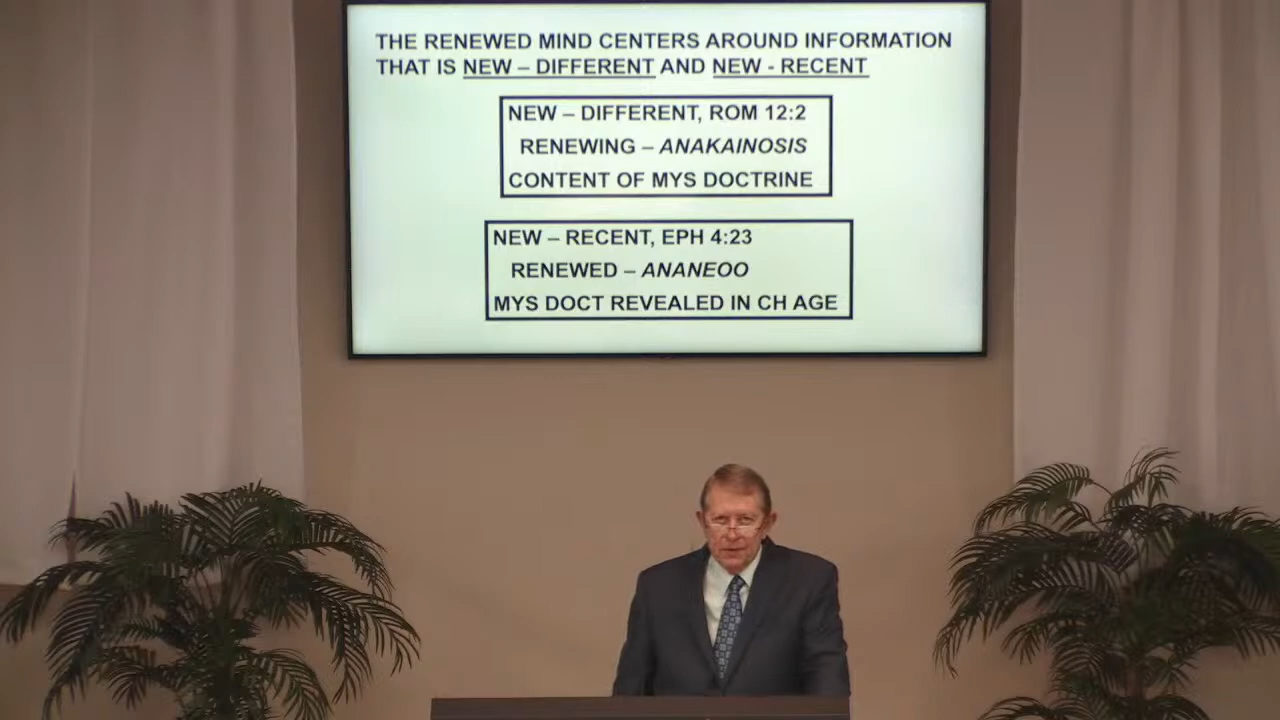 THE RENEWED MIND CENTERS AROUND INFORMATION
THAT IS NEW – DIFFERENT AND NEW - RECENT
NEW – DIFFERENT, ROM 12:2
RENEWING – ANAKAINOSIS
CONTENT OF MYS DOCTRINE
NEW – RECENT, EPH 4:23
RENEWED – ANANEOO
MYS DOCT REVEALED IN CH AGE